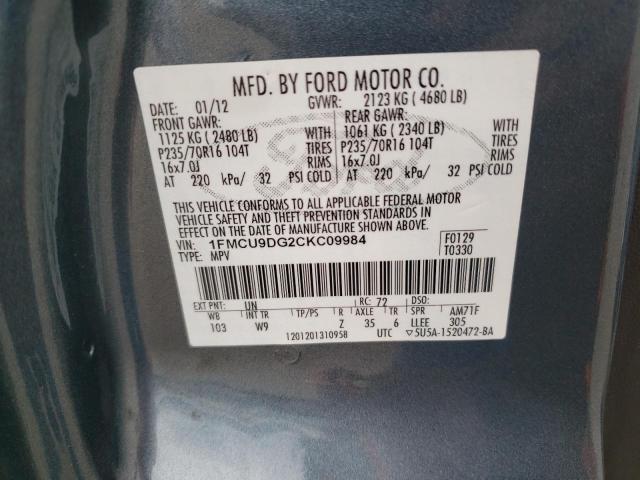 MFD. BY FORD MOTOR CO.
DATE: 01/12 GVWR: 2123 KG ( 4680 LB)
FRONT GAWR: REAR GAWR:
1125 KG ( 2480 LB) WITH 1061 KG ( 2340 LB) WITH
P235/70R16 104T TIRES P235/70R16 104T TIRES
16x7.0J RIMS 16x7.0J RIMS
AT 220 kPa/ 32 PSI COLD AT 220 kPa/ 32 PSI COLD
THIS VEHICLE CONFORMS TO ALL APPLICABLE FEDERAL MOTOR
VEHICLE SAFETY AND THEFT PREVENTION STANDARDS IN
EFFECT ON THE DATE OF MANUFACTURE SHOWN ABOVE.
VIN: 1FMCU9DG2CKC09984 F0129
TYPE: MPV T0330
EXT PNT: UN RC: 72 DSO:
WB INT TR TP/PS R AXLE TR SPR AM71F
103 W9 Z 35 6 LLEE 305
1201201310958 UTC ▽5U5A-1520472-BA
Ford